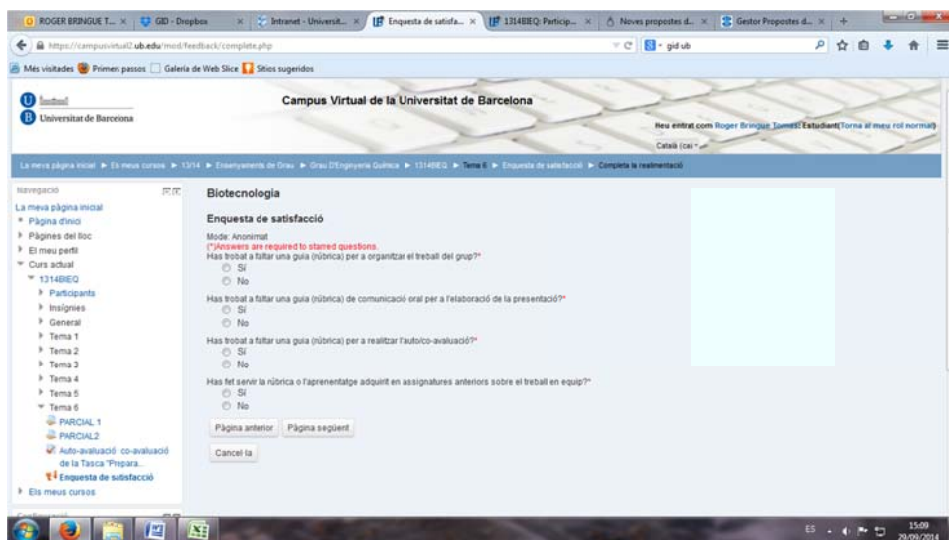 ROGER BRINGUE T...
GID - Dropbox
Intranet - Universit...
Enquesta de satisfa...
1314BIEQ: Particip...
Noves propostes d...
Gestor Propostes d...
https://campusvirtual2.ub.edu/mod/feedback/complete.php
gid ub
Més visitades
Primers passos
Galería de Web Slice
Sitios sugeridos
Universitat de Barcelona
Campus Virtual de la Universitat de Barcelona
Heu entrat com Roger Bringue Tomas: Estudiant(Torna al meu rol normal)
Català (ca)
La meva pàgina inicial ► Els meus cursos ► 13/14 ► Ensenyaments de Grau ► Grau D'Enginyeria Química ► 1314BIEQ ► Tema 6 ► Enquesta de satisfacció ► Completa la realimentació
Navegació
La meva pàgina inicial
Pàgina d'inici
Pàgines del lloc
El meu perfil
Curs actual
1314BIEQ
Participants
Insígnies
General
Tema 1
Tema 2
Tema 3
Tema 4
Tema 5
Tema 6
PARCIAL 1
PARCIAL2
Auto-avaluació co-avaluació
de la Tasca "Prepara...
Enquesta de satisfacció
Els meus cursos
Biotecnologia
Enquesta de satisfacció
Mode: Anonimat
(*)Answers are required to starred questions.
Has trobat a faltar una guia (rúbrica) per a organitzar el treball del grup?*
Sí
No
Has trobat a faltar una guia (rúbrica) de comunicació oral per a l'elaboració de la presentació?*
Sí
No
Has trobat a faltar una guia (rúbrica) per a realitzar l'auto/co-avaluació?*
Sí
No
Has fet servir la rúbrica o l'aprenentatge adquirit en assignatures anteriors sobre el treball en equip?*
Sí
No
Pàgina anterior
Pàgina següent
Cancel·la
ES
15:09
29/09/2014